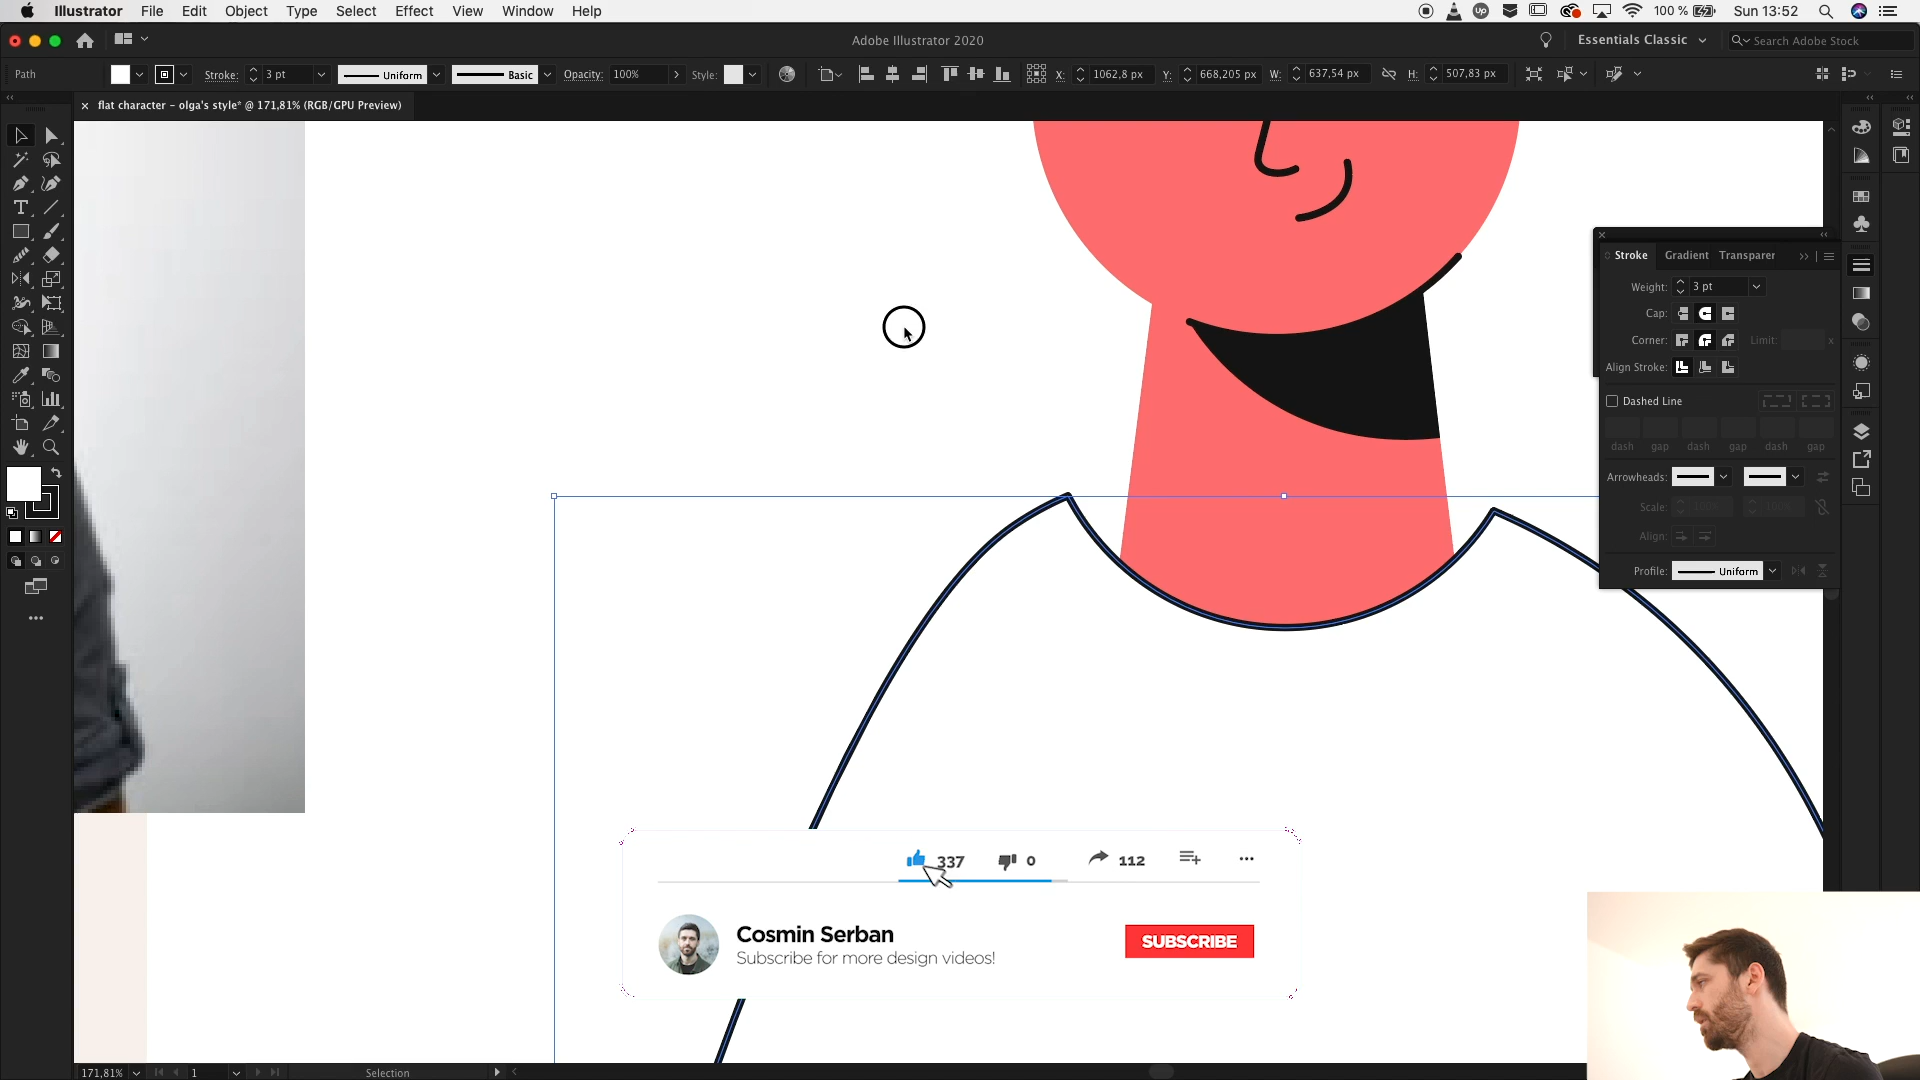 Illustrator File Edit Object Type Select Effect View Window Help 100 % Sun 13:52
Adobe Illustrator 2020 Essentials Classic Search Adobe Stock
Path Stroke: 3 pt Uniform Basic Opacity: 100% Style: X: 1062,8 px Y: 668,205 px W: 637,54 px H: 507,83 px
× flat character – olga's style* @ 171,81% (RGB/GPU Preview)
Stroke Gradient Transparer
Weight: 3 pt
Cap:
Corner: Limit: x
Align Stroke:
Dashed Line
dash gap dash gap dash gap
Arrowheads:
Scale: 100% 100%
Align:
Profile: Uniform
337 0 112
Cosmin Serban
Subscribe for more design videos!
SUBSCRIBE
171,81% 1 Selection